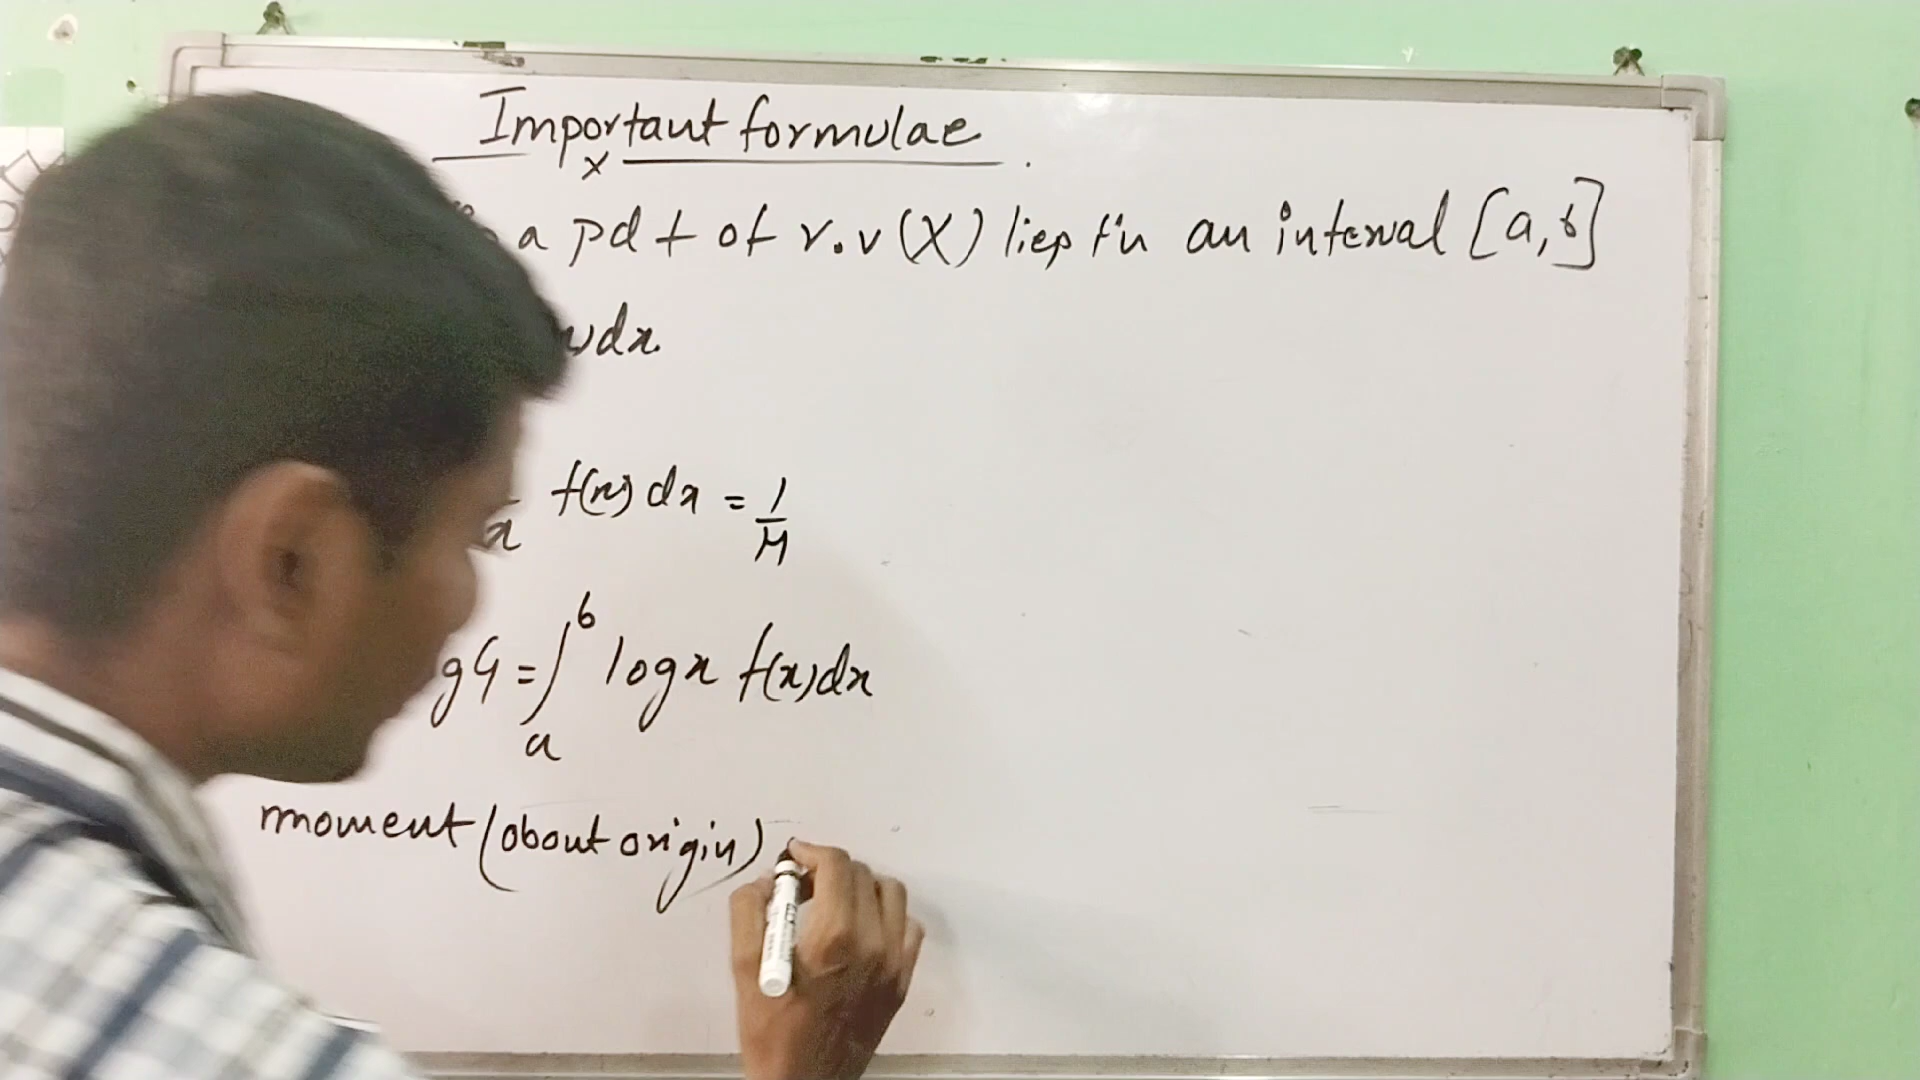 Important formulae
x
a pdf of r.v (X) lies in an interval [a, b]
dx
x f(x) dx = 1/H
g G = ∫ b a log x f(x) dx
moment (about origin)